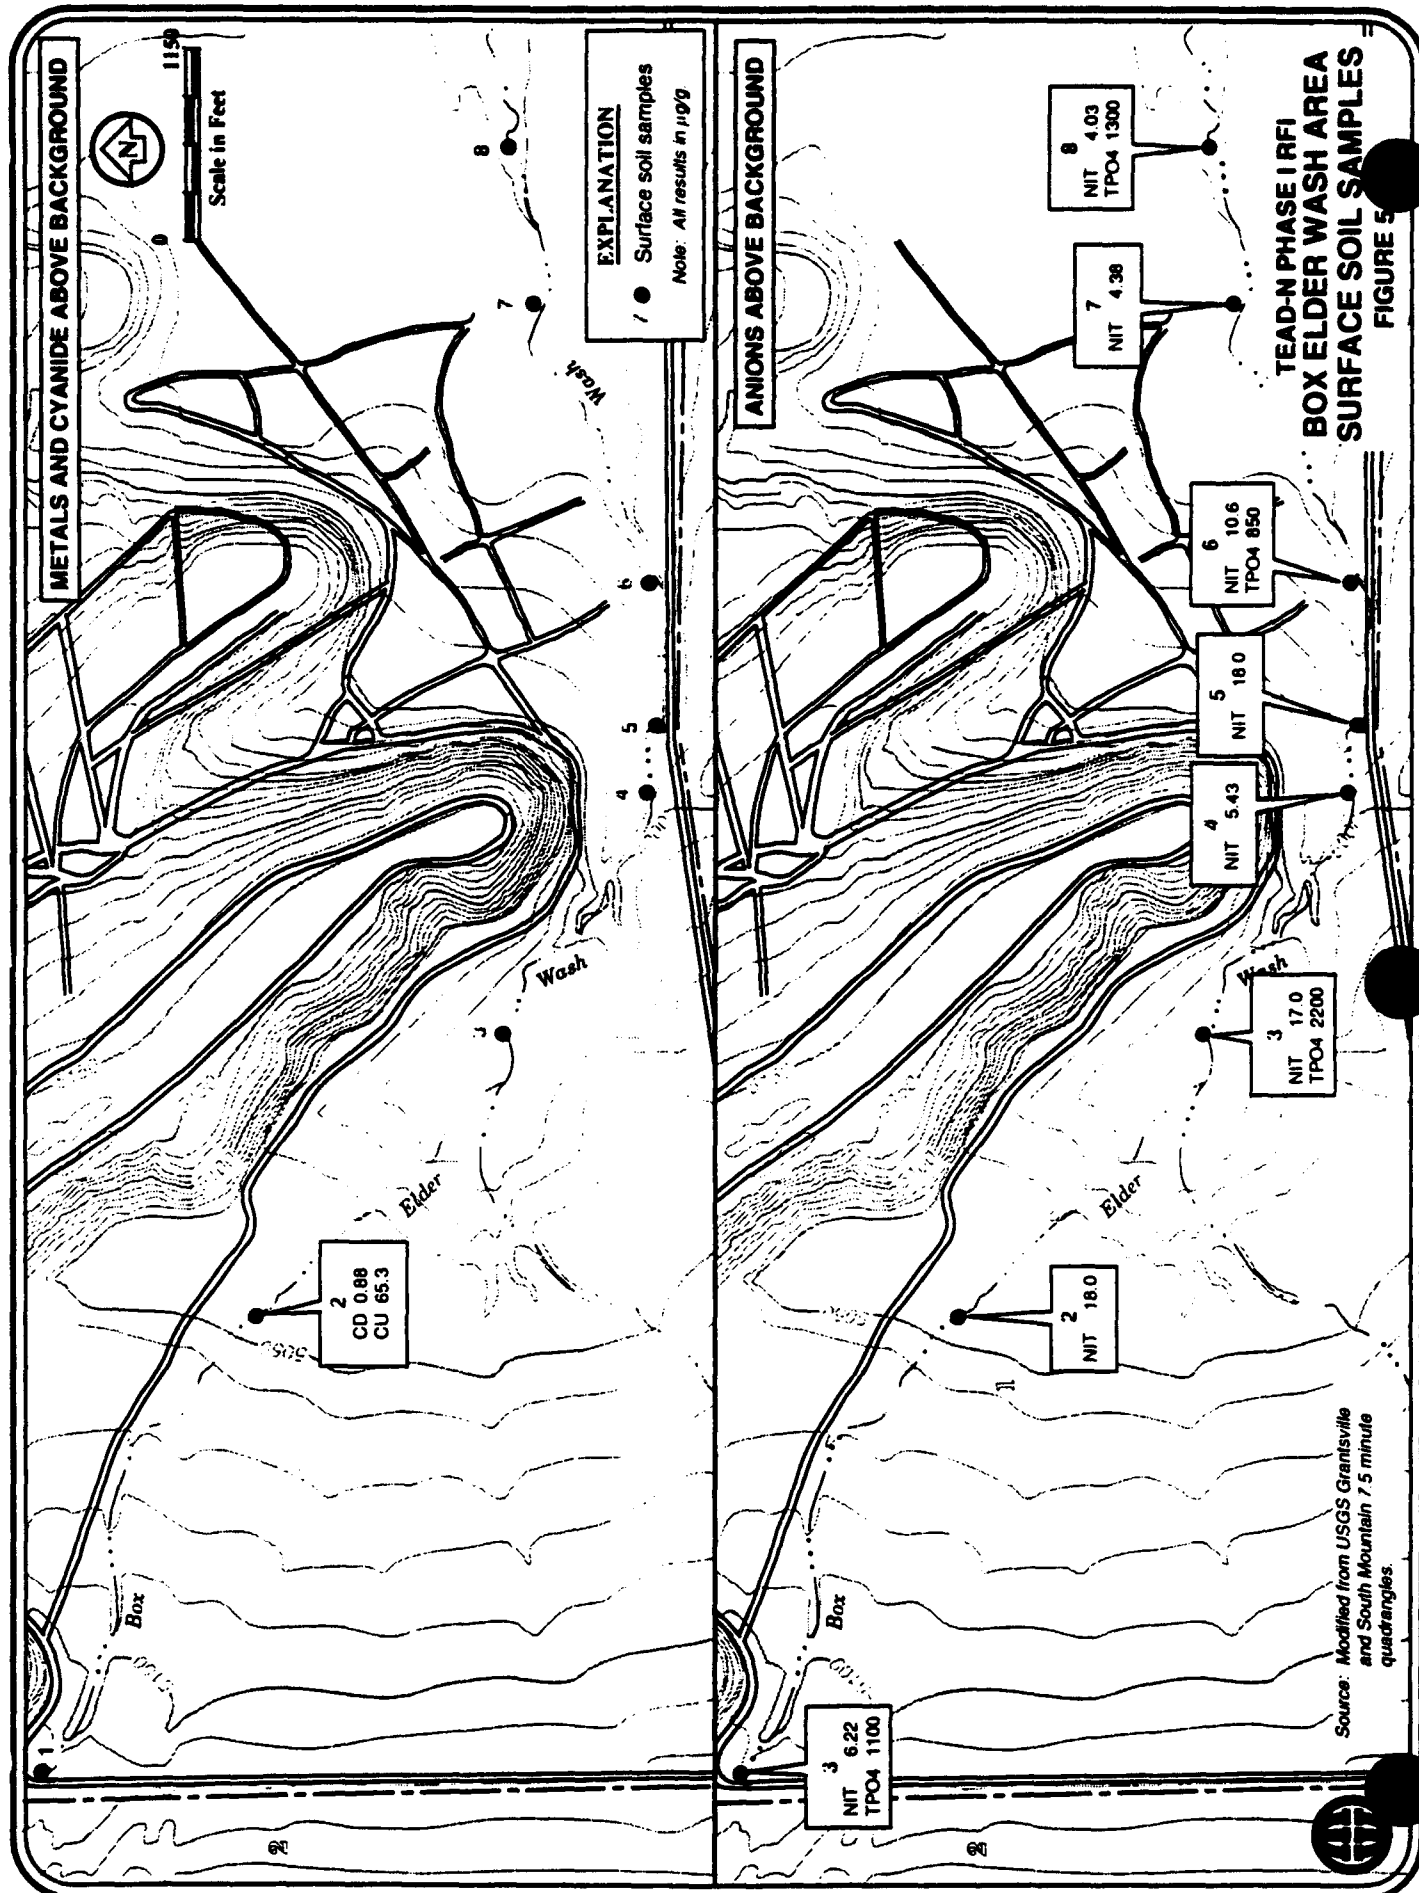 METALS AND CYANIDE ABOVE BACKGROUND
N
0 1150
Scale in Feet
1
Box
5050
2
CD 0.88
CU 65.3
Elder
3
Wash
4
5
6
7
8
Wash
2
EXPLANATION
Surface soil samples
Note: All results in µg/g
ANIONS ABOVE BACKGROUND
3
NIT 6.22
TPO4 1100
Box
2
NIT 18.0
1
Elder
3
NIT 17.0
TPO4 2200
Wash
4
NIT 5.43
5
NIT 18 0
6
NIT 10.6
TPO4 850
7
NIT 4.38
8
NIT 4.03
TPO4 1300
2
Source: Modified from USGS Grantsville
and South Mountain 7.5 minute
quadrangles.
TEAD-N PHASE I RFI
BOX ELDER WASH AREA
SURFACE SOIL SAMPLES
FIGURE 5